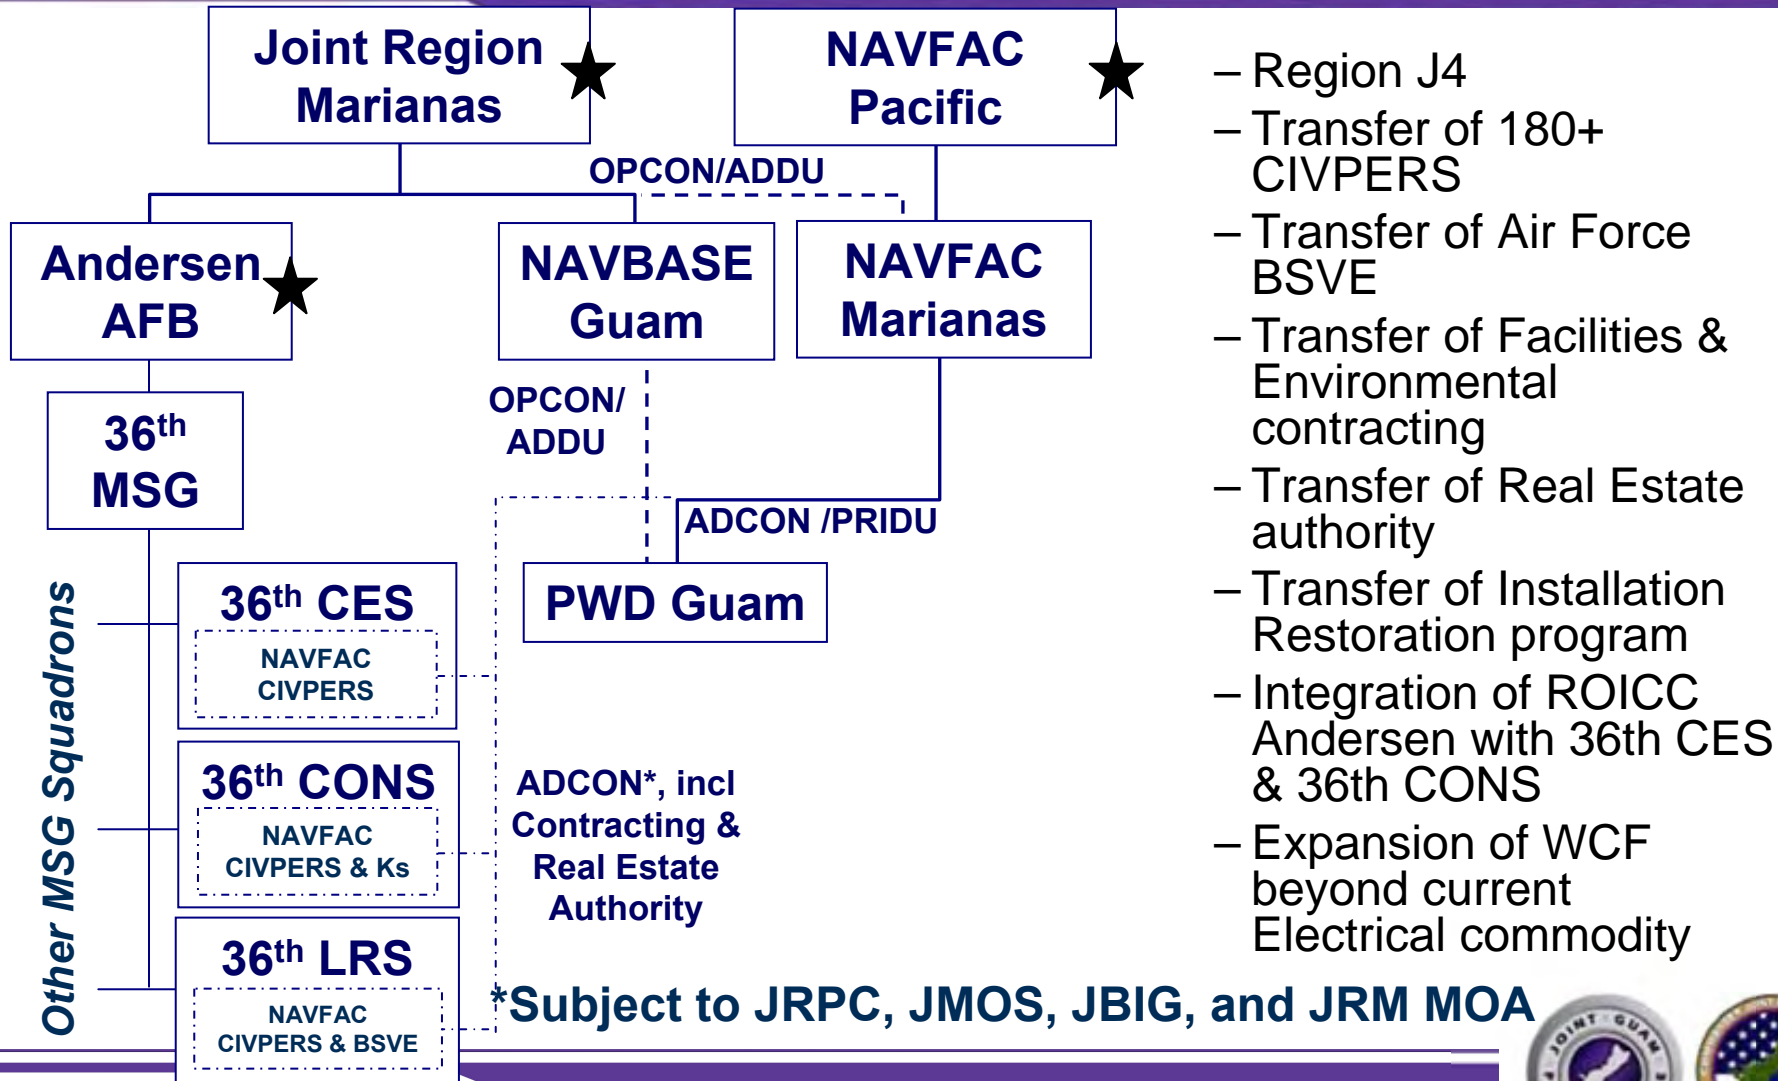 Joint Region
Marianas
NAVFAC
Pacific
OPCON/ADDU
Andersen
AFB
NAVBASE
Guam
NAVFAC
Marianas
36th
MSG
OPCON/
ADDU
ADCON /PRIDU
Other MSG Squadrons
36th CES
NAVFAC
CIVPERS
PWD Guam
36th CONS
NAVFAC
CIVPERS & Ks
ADCON*, incl
Contracting &
Real Estate
Authority
36th LRS
NAVFAC
CIVPERS & BSVE
*Subject to JRPC, JMOS, JBIG, and JRM MOA
– Region J4
– Transfer of 180+
CIVPERS
– Transfer of Air Force
BSVE
– Transfer of Facilities &
Environmental
contracting
– Transfer of Real Estate
authority
– Transfer of Installation
Restoration program
– Integration of ROICC
Andersen with 36th CES
& 36th CONS
– Expansion of WCF
beyond current
Electrical commodity
JOINT GUAM